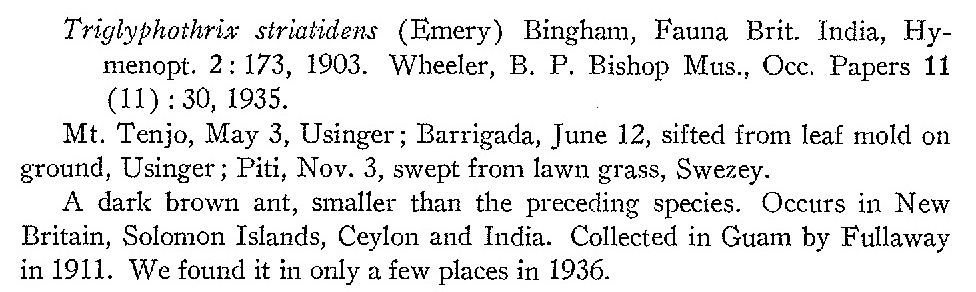 Triglyphothrix striatidens (Emery) Bingham, Fauna Brit. India, Hy-
menopt. 2: 173, 1903. Wheeler, B. P. Bishop Mus., Occ. Papers 11
(11) : 30, 1935.
Mt. Tenjo, May 3, Usinger; Barrigada, June 12, sifted from leaf mold on
ground, Usinger; Piti, Nov. 3, swept from lawn grass, Swezey.
A dark brown ant, smaller than the preceding species. Occurs in New
Britain, Solomon Islands, Ceylon and India. Collected in Guam by Fullaway
in 1911. We found it in only a few places in 1936.